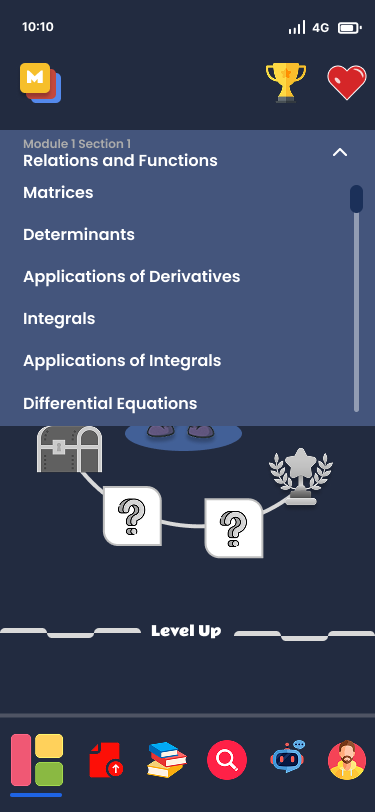 10:10
4G
M
Module 1 Section 1
Relations and Functions
Matrices
Determinants
Applications of Derivatives
Integrals
Applications of Integrals
Differential Equations
? ?
Level Up